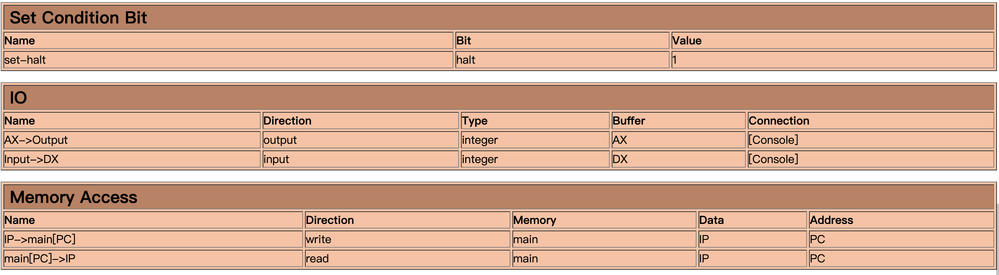 Set Condition Bit
Name Bit Value
set–halt halt 1
IO
Name Direction Type Buffer Connection
AX–>Output output integer AX [Console]
Input–>DX input integer DX [Console]
Memory Access
Name Direction Memory Data Address
IP–>main[PC] write main IP PC
main[PC]–>IP read main IP PC